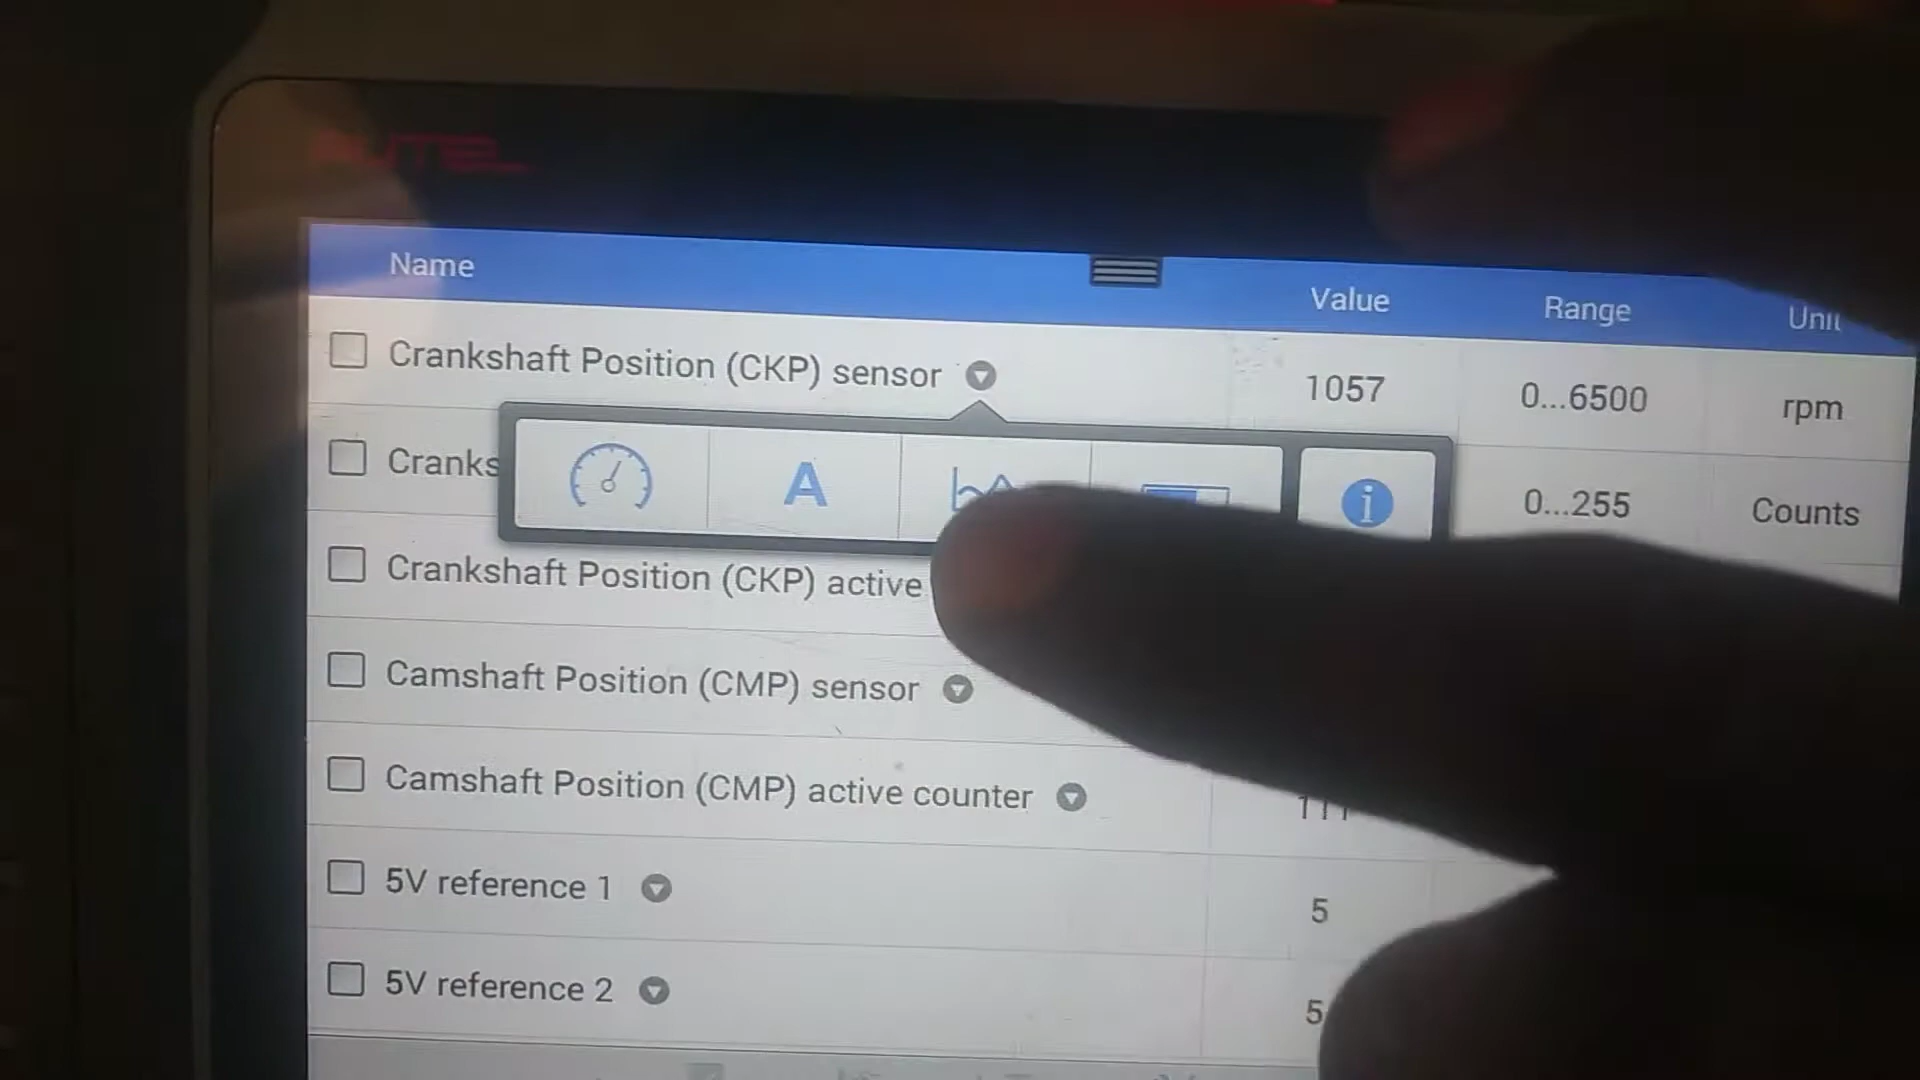 AUTEL
Name Value Range Unit
Crankshaft Position (CKP) sensor 1057 0...6500 rpm
Cranks 0...255 Counts
A
i
Crankshaft Position (CKP) active
Camshaft Position (CMP) sensor
Camshaft Position (CMP) active counter
5V reference 1 5
5V reference 2 5